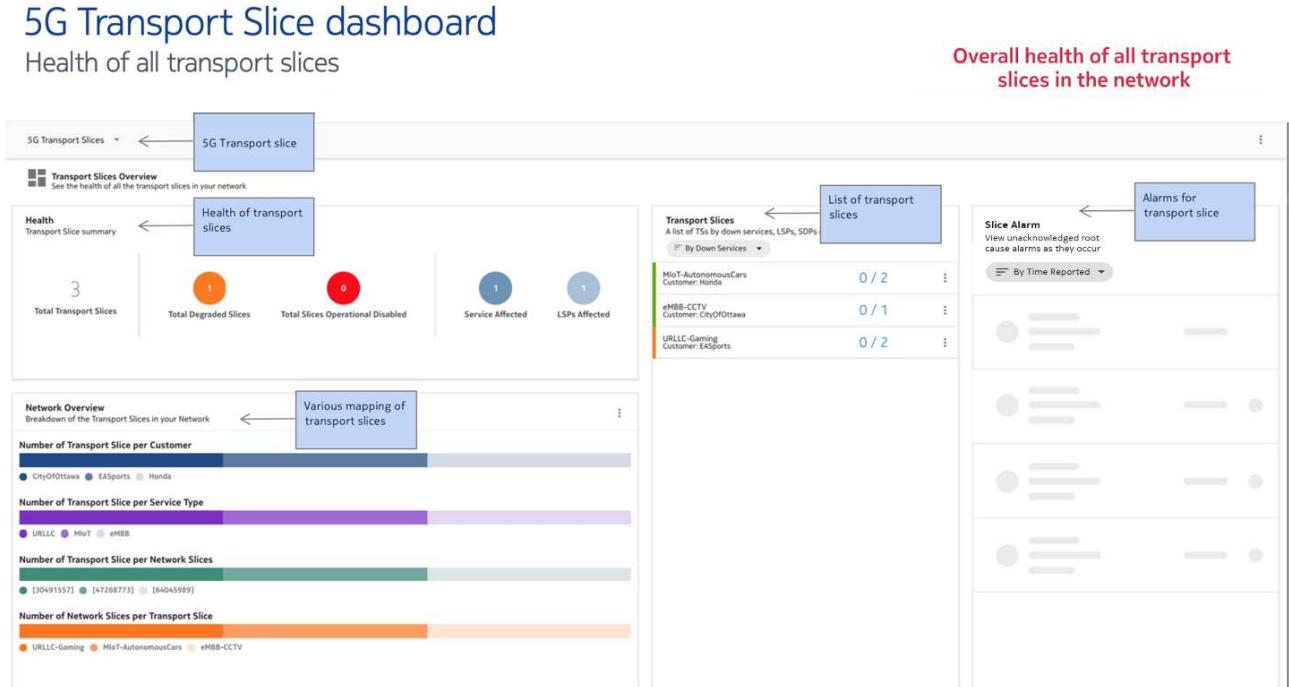 5G Transport Slice dashboard
Health of all transport slices
Overall health of all transport
slices in the network
5G Transport Slices
5G Transport slice
Transport Slices Overview
See the health of all the transport slices in your network
Health
Transport Slice summary
Health of transport
slices
3
Total Transport Slices
1
Total Degraded Slices
0
Total Slices Operational Disabled
1
Service Affected
1
LSPs Affected
Transport Slices
A list of TSs by down services, LSPs, SDPs
List of transport
slices
By Down Services
MIoT-AutonomousCars
Customer: Honda
0 / 2
eMBB-CCTV
Customer: CityOfOttawa
0 / 1
URLLC-Gaming
Customer: EASports
0 / 2
Alarms for
transport slice
Slice Alarm
View unacknowledged root
cause alarms as they occur
By Time Reported
Network Overview
Breakdown of the Transport Slices in your Network
Various mapping of
transport slices
Number of Transport Slice per Customer
CityOfOttawa EASports Honda
Number of Transport Slice per Service Type
URLLC MIoT eMBB
Number of Transport Slice per Network Slices
[30491557] [47268773] [64045989]
Number of Network Slices per Transport Slice
URLLC-Gaming MIoT-AutonomousCars eMBB-CCTV